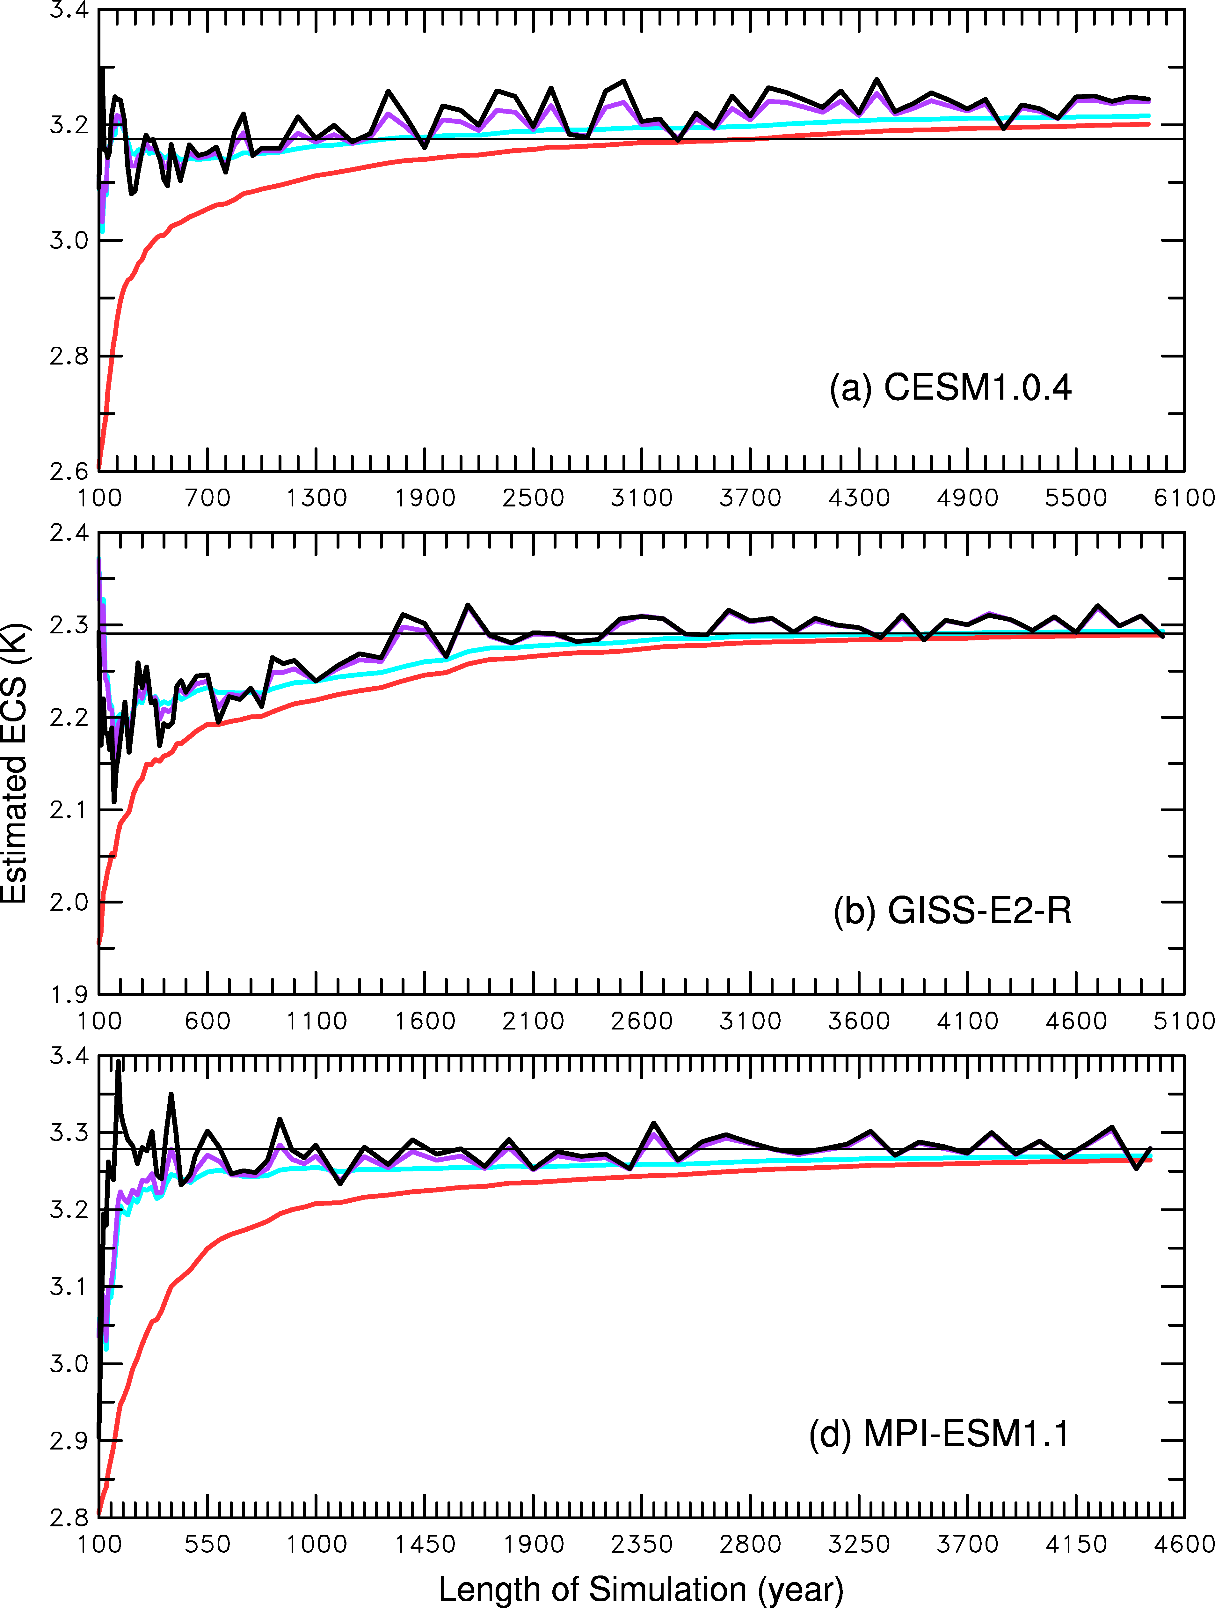 3.4
3.2
3.0
2.8
2.6
(a) CESM1.0.4
100 700 1300 1900 2500 3100 3700 4300 4900 5500 6100
2.4
2.3
2.2
2.1
2.0
1.9
Estimated ECS (K)
(b) GISS-E2-R
100 600 1100 1600 2100 2600 3100 3600 4100 4600 5100
3.4
3.3
3.2
3.1
3.0
2.9
2.8
(d) MPI-ESM1.1
100 550 1000 1450 1900 2350 2800 3250 3700 4150 4600
Length of Simulation (year)